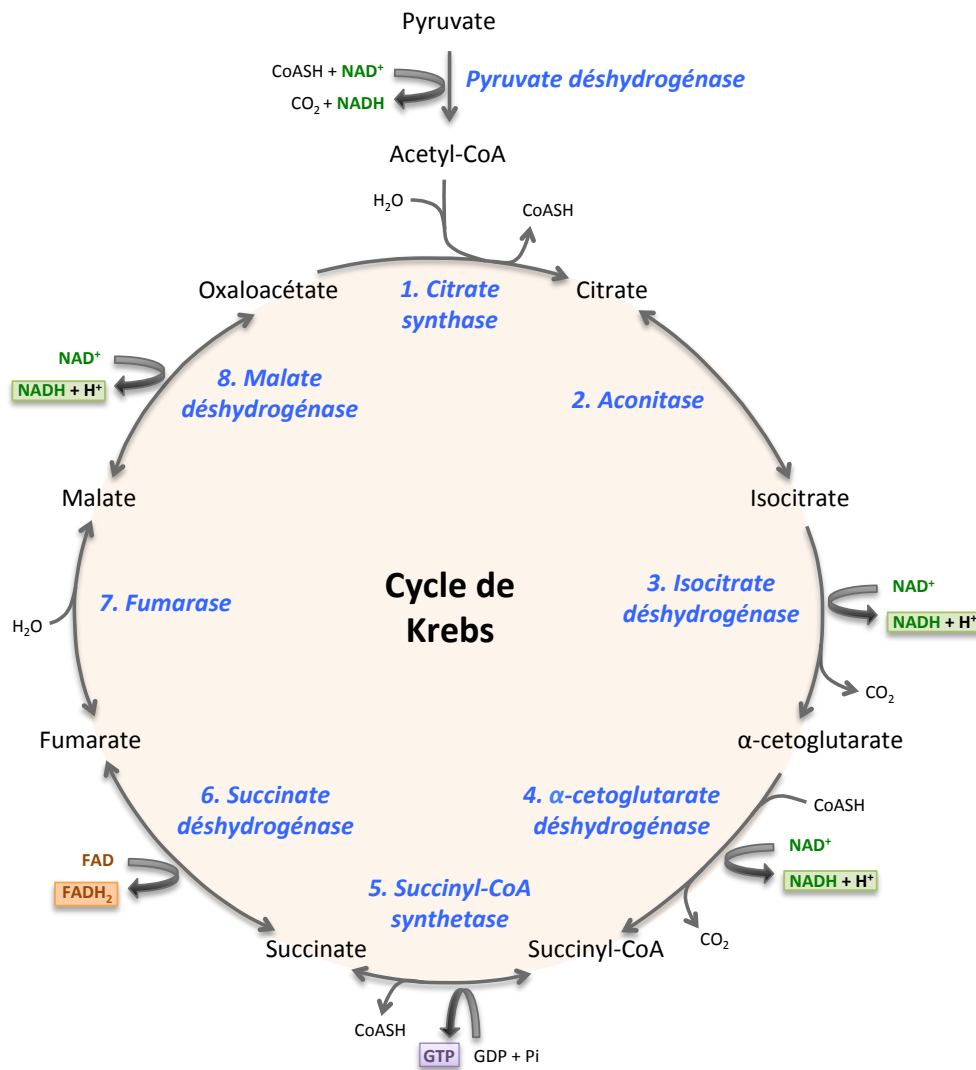 Pyruvate
CoASH + NAD⁺
Pyruvate déshydrogénase
CO₂ + NADH
Acetyl-CoA
H₂O
CoASH
Oxaloacétate
1. Citrate
synthase
Citrate
NAD⁺
NADH + H⁺
8. Malate
déshydrogénase
2. Aconitase
Malate
Isocitrate
Cycle de
Krebs
3. Isocitrate
déshydrogénase
NAD⁺
NADH + H⁺
7. Fumarase
H₂O
CO₂
Fumarate
α-cetoglutarate
6. Succinate
déshydrogénase
4. α-cetoglutarate
déshydrogénase
CoASH
FAD
FADH₂
NAD⁺
NADH + H⁺
5. Succinyl-CoA
synthetase
CO₂
Succinate
Succinyl-CoA
CoASH
GTP
GDP + Pi